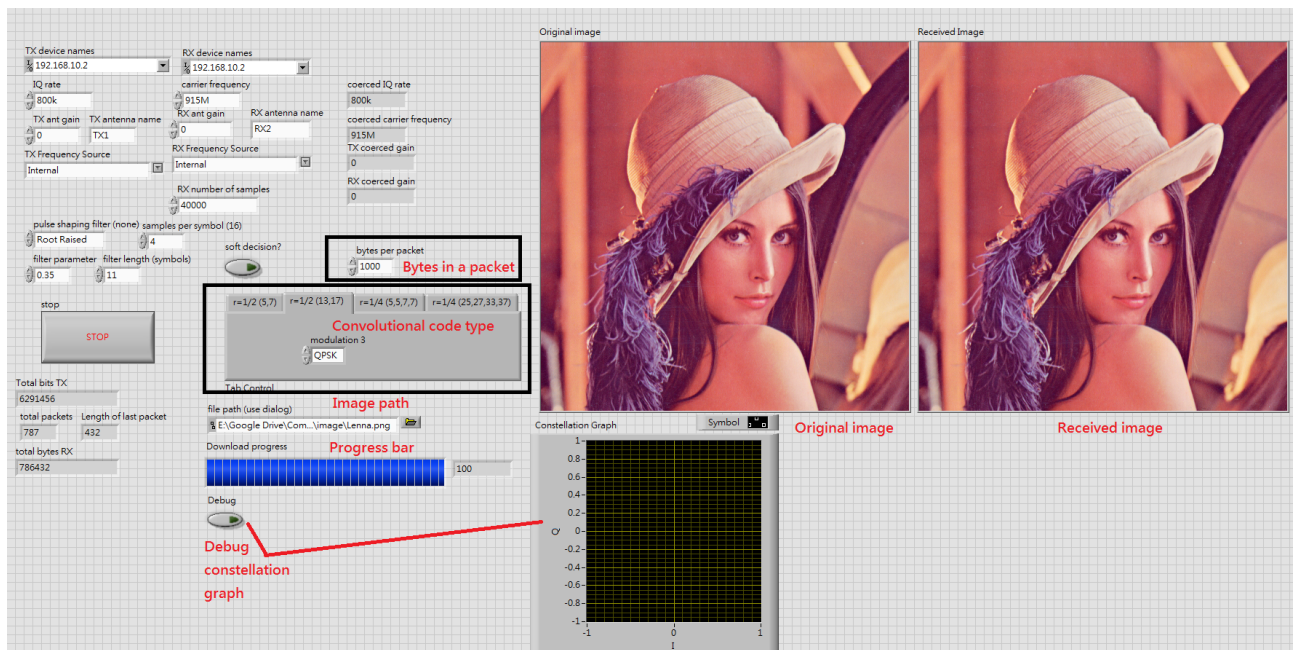 TX device names
192.168.10.2
RX device names
192.168.10.2
IQ rate
800k
carrier frequency
915M
coerced IQ rate
800k
TX ant gain
0
TX antenna name
TX1
RX ant gain
0
RX antenna name
RX2
coerced carrier frequency
915M
TX Frequency Source
Internal
RX Frequency Source
Internal
TX coerced gain
0
RX coerced gain
0
RX number of samples
40000
pulse shaping filter (none)
Root Raised
samples per symbol (16)
4
filter parameter
0.35
filter length (symbols)
11
soft decision?
bytes per packet
1000
Bytes in a packet
stop
STOP
r=1/2 (5,7)
r=1/2 (13,17)
r=1/4 (5,5,7,7)
r=1/4 (25,27,33,37)
Convolutional code type
modulation 3
QPSK
Tab Control
Total bits TX
6291456
total packets
787
Length of last packet
432
total bytes RX
786432
Image path
file path (use dialog)
E:\Google Drive\Com...\image\Lenna.png
Download progress
Progress bar
100
Debug
Debug
constellation
graph
Original image
Received Image
Original image
Received image
Constellation Graph
Symbol
1
0.8
0.6
0.4
0.2
0
-0.2
-0.4
-0.6
-0.8
-1
Q
-1
0
1
I